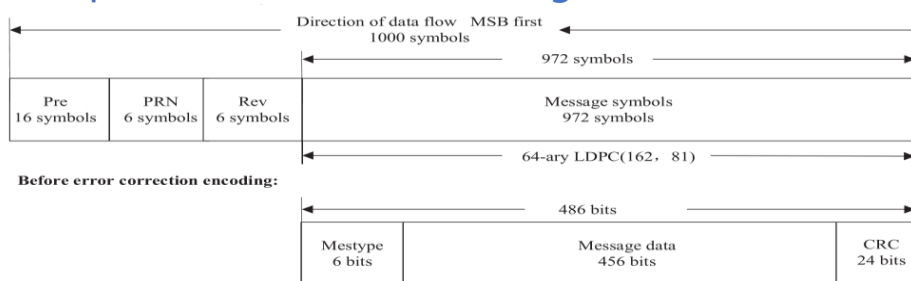 Direction of data flow MSB first
1000 symbols
972 symbols
Pre
16 symbols
PRN
6 symbols
Rev
6 symbols
Message symbols
972 symbols
64-ary LDPC(162, 81)
Before error correction encoding:
486 bits
Mestype
6 bits
Message data
456 bits
CRC
24 bits